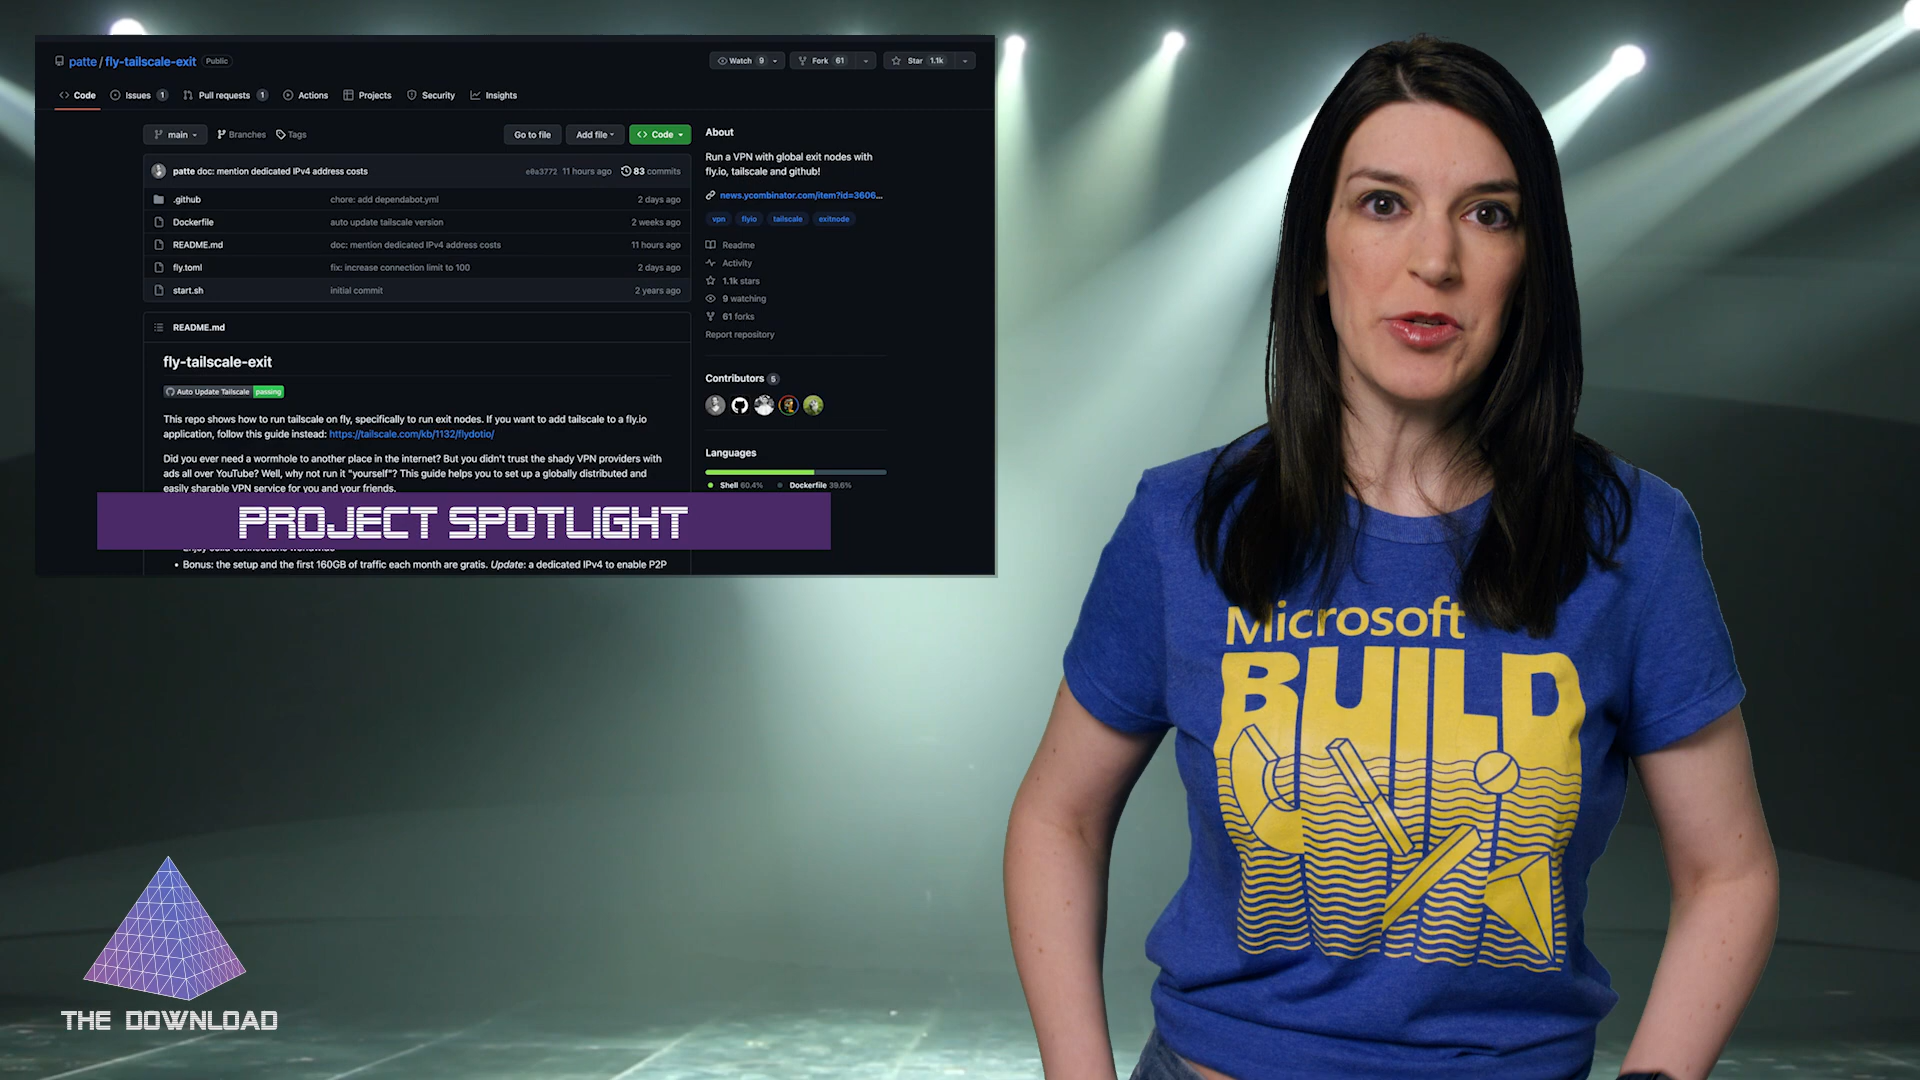 patte / fly-tailscale-exit Public
Watch 9 Fork 61 Star 1.1k
Code Issues 1 Pull requests 1 Actions Projects Security Insights
main Branches Tags Go to file Add file Code
patte doc: mention dedicated IPv4 address costs e0a3772 11 hours ago 83 commits
.github chore: add dependabot.yml 2 days ago
Dockerfile auto update tailscale version 2 weeks ago
README.md doc: mention dedicated IPv4 address costs 11 hours ago
fly.toml fix: increase connection limit to 100 2 days ago
start.sh initial commit 2 years ago
README.md
fly-tailscale-exit
Auto Update Tailscale passing
This repo shows how to run tailscale on fly, specifically to run exit nodes. If you want to add tailscale to a fly.io
application, follow this guide instead: https://tailscale.com/kb/1132/flydotio/
Did you ever need a wormhole to another place in the internet? But you didn't trust the shady VPN providers with
ads all over YouTube? Well, why not run it "yourself"? This guide helps you to set up a globally distributed and
easily sharable VPN service for you and your friends.
PROJECT SPOTLIGHT
• Bonus: the setup and the first 160GB of traffic each month are gratis. Update: a dedicated IPv4 to enable P2P
About
Run a VPN with global exit nodes with
fly.io, tailscale and github!
news.ycombinator.com/item?id=3606...
vpn flyio tailscale exitnode
Readme
Activity
1.1k stars
9 watching
61 forks
Report repository
Contributors 5
Languages
Shell 60.4% Dockerfile 39.6%
Microsoft
BUILD
THE DOWNLOAD